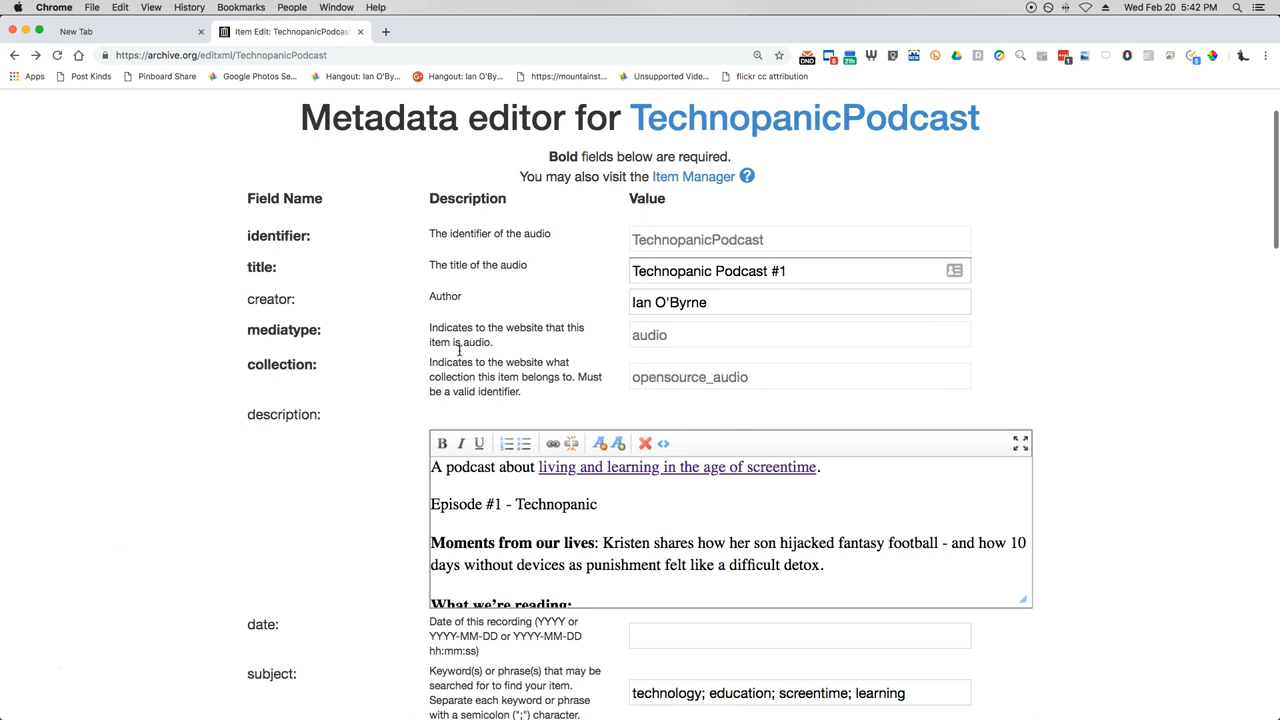 Chrome File Edit View History Bookmarks People Window Help Wed Feb 20 5:42 PM
New Tab Item Edit: TechnopanicPodcas
https://archive.org/editxml/TechnopanicPodcast
Apps Post Kinds Pinboard Share Google Photos Se... Hangout: Ian O'By... Hangout: Ian O'By... https://mountainst... Unsupported Vide... flickr cc attribution
Metadata editor for TechnopanicPodcast
Bold fields below are required.
You may also visit the Item Manager ?
Field Name Description Value
identifier: The identifier of the audio TechnopanicPodcast
title: The title of the audio Technopanic Podcast #1
creator: Author Ian O'Byrne
mediatype: Indicates to the website that this
item is audio. audio
collection: Indicates to the website what
collection this item belongs to. Must opensource_audio
be a valid identifier.
description:
B I U
A podcast about living and learning in the age of screentime.
Episode #1 - Technopanic
Moments from our lives: Kristen shares how her son hijacked fantasy football - and how 10
days without devices as punishment felt like a difficult detox.
What we're reading:
date: Date of this recording (YYYY or
YYYY-MM-DD or YYYY-MM-DD
hh:mm:ss)
subject: Keyword(s) or phrase(s) that may be
searched for to find your item. technology; education; screentime; learning
Separate each keyword or phrase
with a semicolon (";") character.